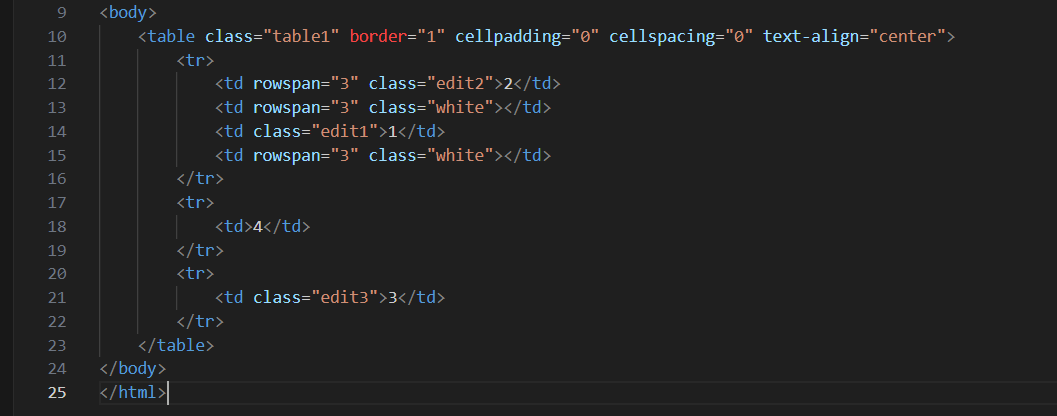 9 <body>
10 <table class="table1" border="1" cellpadding="0" cellspacing="0" text-align="center">
11 <tr>
12 <td rowspan="3" class="edit2">2</td>
13 <td rowspan="3" class="white"></td>
14 <td class="edit1">1</td>
15 <td rowspan="3" class="white"></td>
16 </tr>
17 <tr>
18 <td>4</td>
19 </tr>
20 <tr>
21 <td class="edit3">3</td>
22 </tr>
23 </table>
24 </body>
25 </html>